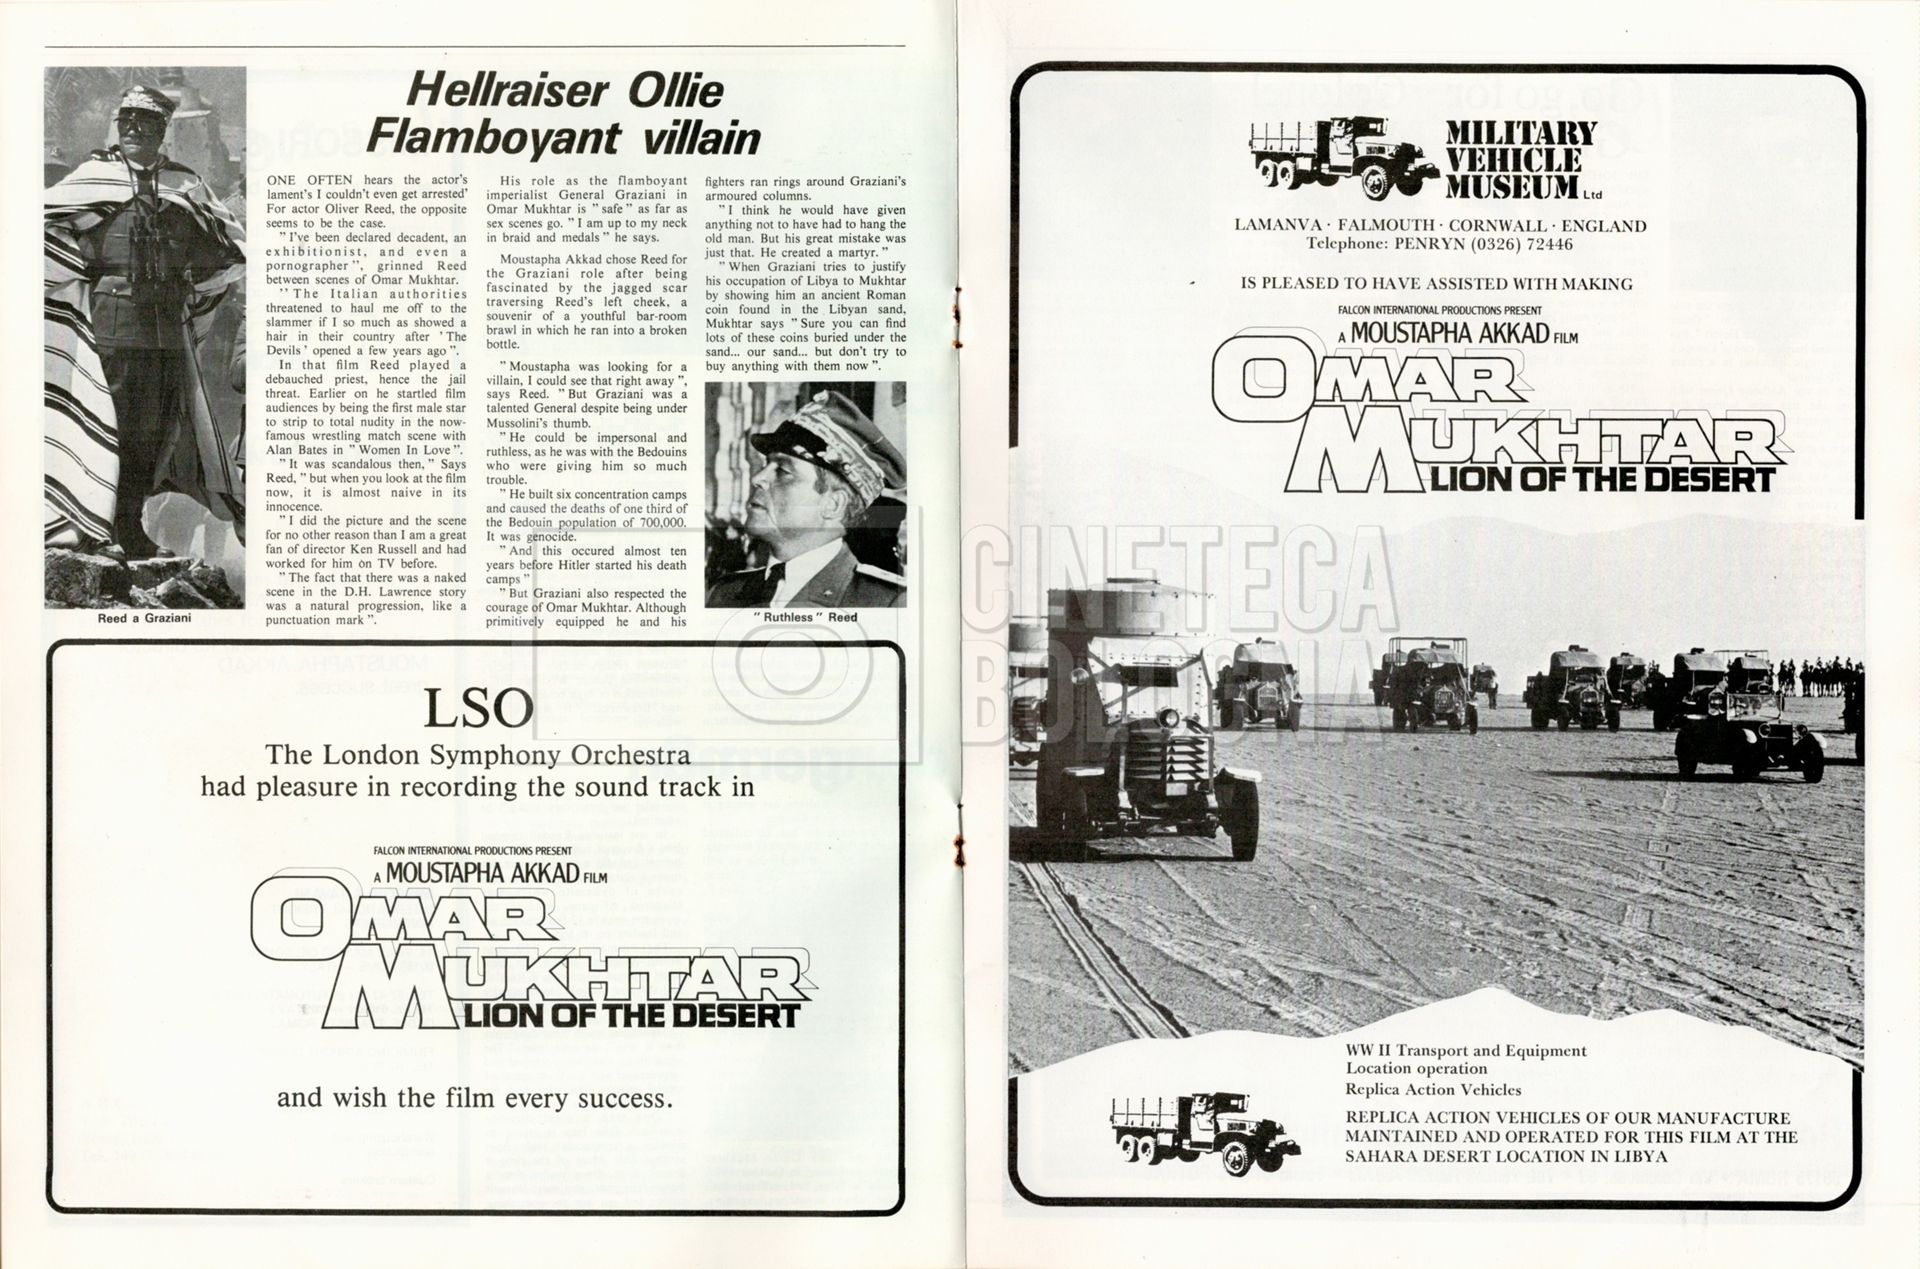 Hellraiser Ollie
Flamboyant villain
ONE OFTEN hears the actor's
lament's I couldn't even get arrested'
For actor Oliver Reed, the opposite
seems to be the case.
" I've been declared decadent, an
exhibitionist, and even a
pornographer ", grinned Reed
between scenes of Omar Mukhtar.
" The Italian authorities
threatened to haul me off to the
slammer if I so much as showed a
hair in their country after ' The
Devils ' opened a few years ago ".
In that film Reed played a
debauched priest, hence the jail
threat. Earlier on he startled film
audiences by being the first male star
to strip to total nudity in the now-
famous wrestling match scene with
Alan Bates in " Women In Love ".
" It was scandalous then, " Says
Reed, " but when you look at the film
now, it is almost naive in its
innocence.
" I did the picture and the scene
for no other reason than I am a great
fan of director Ken Russell and had
worked for him on TV before.
" The fact that there was a naked
scene in the D.H. Lawrence story
was a natural progression, like a
punctuation mark ".
His role as the flamboyant
imperialist General Graziani in
Omar Mukhtar is " safe " as far as
sex scenes go. " I am up to my neck
in braid and medals " he says.
Moustapha Akkad chose Reed for
the Graziani role after being
fascinated by the jagged scar
traversing Reed's left cheek, a
souvenir of a youthful bar-room
brawl in which he ran into a broken
bottle.
" Moustapha was looking for a
villain, I could see that right away ",
says Reed. " But Graziani was a
talented General despite being under
Mussolini's thumb.
" He could be impersonal and
ruthless, as he was with the Bedouins
who were giving him so much
trouble.
" He built six concentration camps
and caused the deaths of one third of
the Bedouin population of 700,000.
It was genocide.
" And this occured almost ten
years before Hitler started his death
camps "
" But Graziani also respected the
courage of Omar Mukhtar. Although
primitively equipped he and his
fighters ran rings around Graziani's
armoured columns.
" I think he would have given
anything not to have had to hang the
old man. But his great mistake was
just that. He created a martyr. "
" When Graziani tries to justify
his occupation of Libya to Mukhtar
by showing him an ancient Roman
coin found in the Libyan sand,
Mukhtar says " Sure you can find
lots of these coins buried under the
sand... our sand... but don't try to
buy anything with them now ".
Reed a Graziani
" Ruthless " Reed
LSO
The London Symphony Orchestra
had pleasure in recording the sound track in
FALCON INTERNATIONAL PRODUCTIONS PRESENT
A MOUSTAPHA AKKAD FILM
OMAR
MUKHTAR
LION OF THE DESERT
and wish the film every success.
MILITARY
VEHICLE
MUSEUM Ltd
LAMANVA · FALMOUTH · CORNWALL · ENGLAND
Telephone: PENRYN (0326) 72446
IS PLEASED TO HAVE ASSISTED WITH MAKING
FALCON INTERNATIONAL PRODUCTIONS PRESENT
A MOUSTAPHA AKKAD FILM
OMAR
MUKHTAR
LION OF THE DESERT
CINETECA
BOLOGNA
WW II Transport and Equipment
Location operation
Replica Action Vehicles
REPLICA ACTION VEHICLES OF OUR MANUFACTURE
MAINTAINED AND OPERATED FOR THIS FILM AT THE
SAHARA DESERT LOCATION IN LIBYA